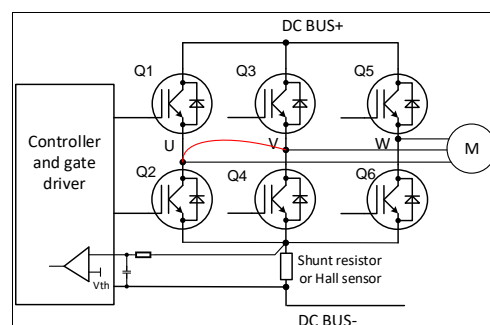 DC BUS+
Q1
Q3
Q5
Controller
and gate
driver
U
V
W
M
Q2
Q4
Q6
Vth
Shunt resistor
or Hall sensor
DC BUS-